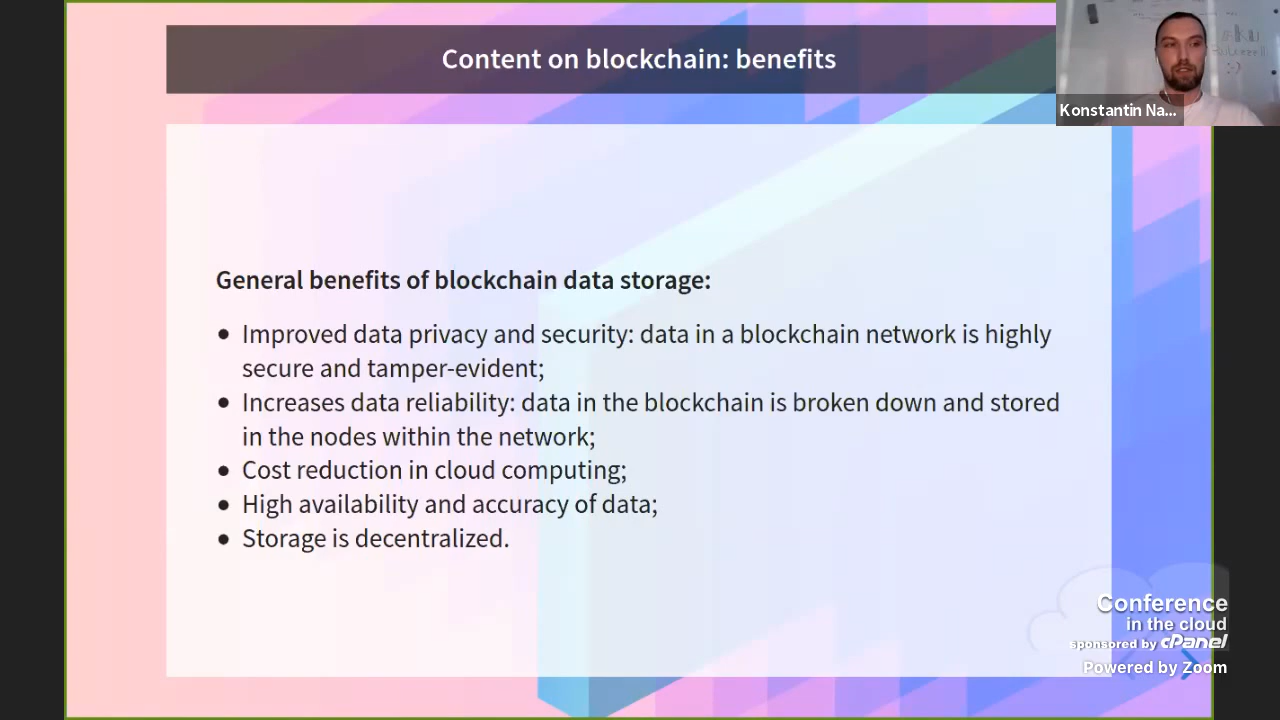 Content on blockchain: benefits
Konstantin Na...
General benefits of blockchain data storage:
• Improved data privacy and security: data in a blockchain network is highly
secure and tamper-evident;
• Increases data reliability: data in the blockchain is broken down and stored
in the nodes within the network;
• Cost reduction in cloud computing;
• High availability and accuracy of data;
• Storage is decentralized.
Conference
in the cloud
sponsored by cPanel
Powered by Zoom